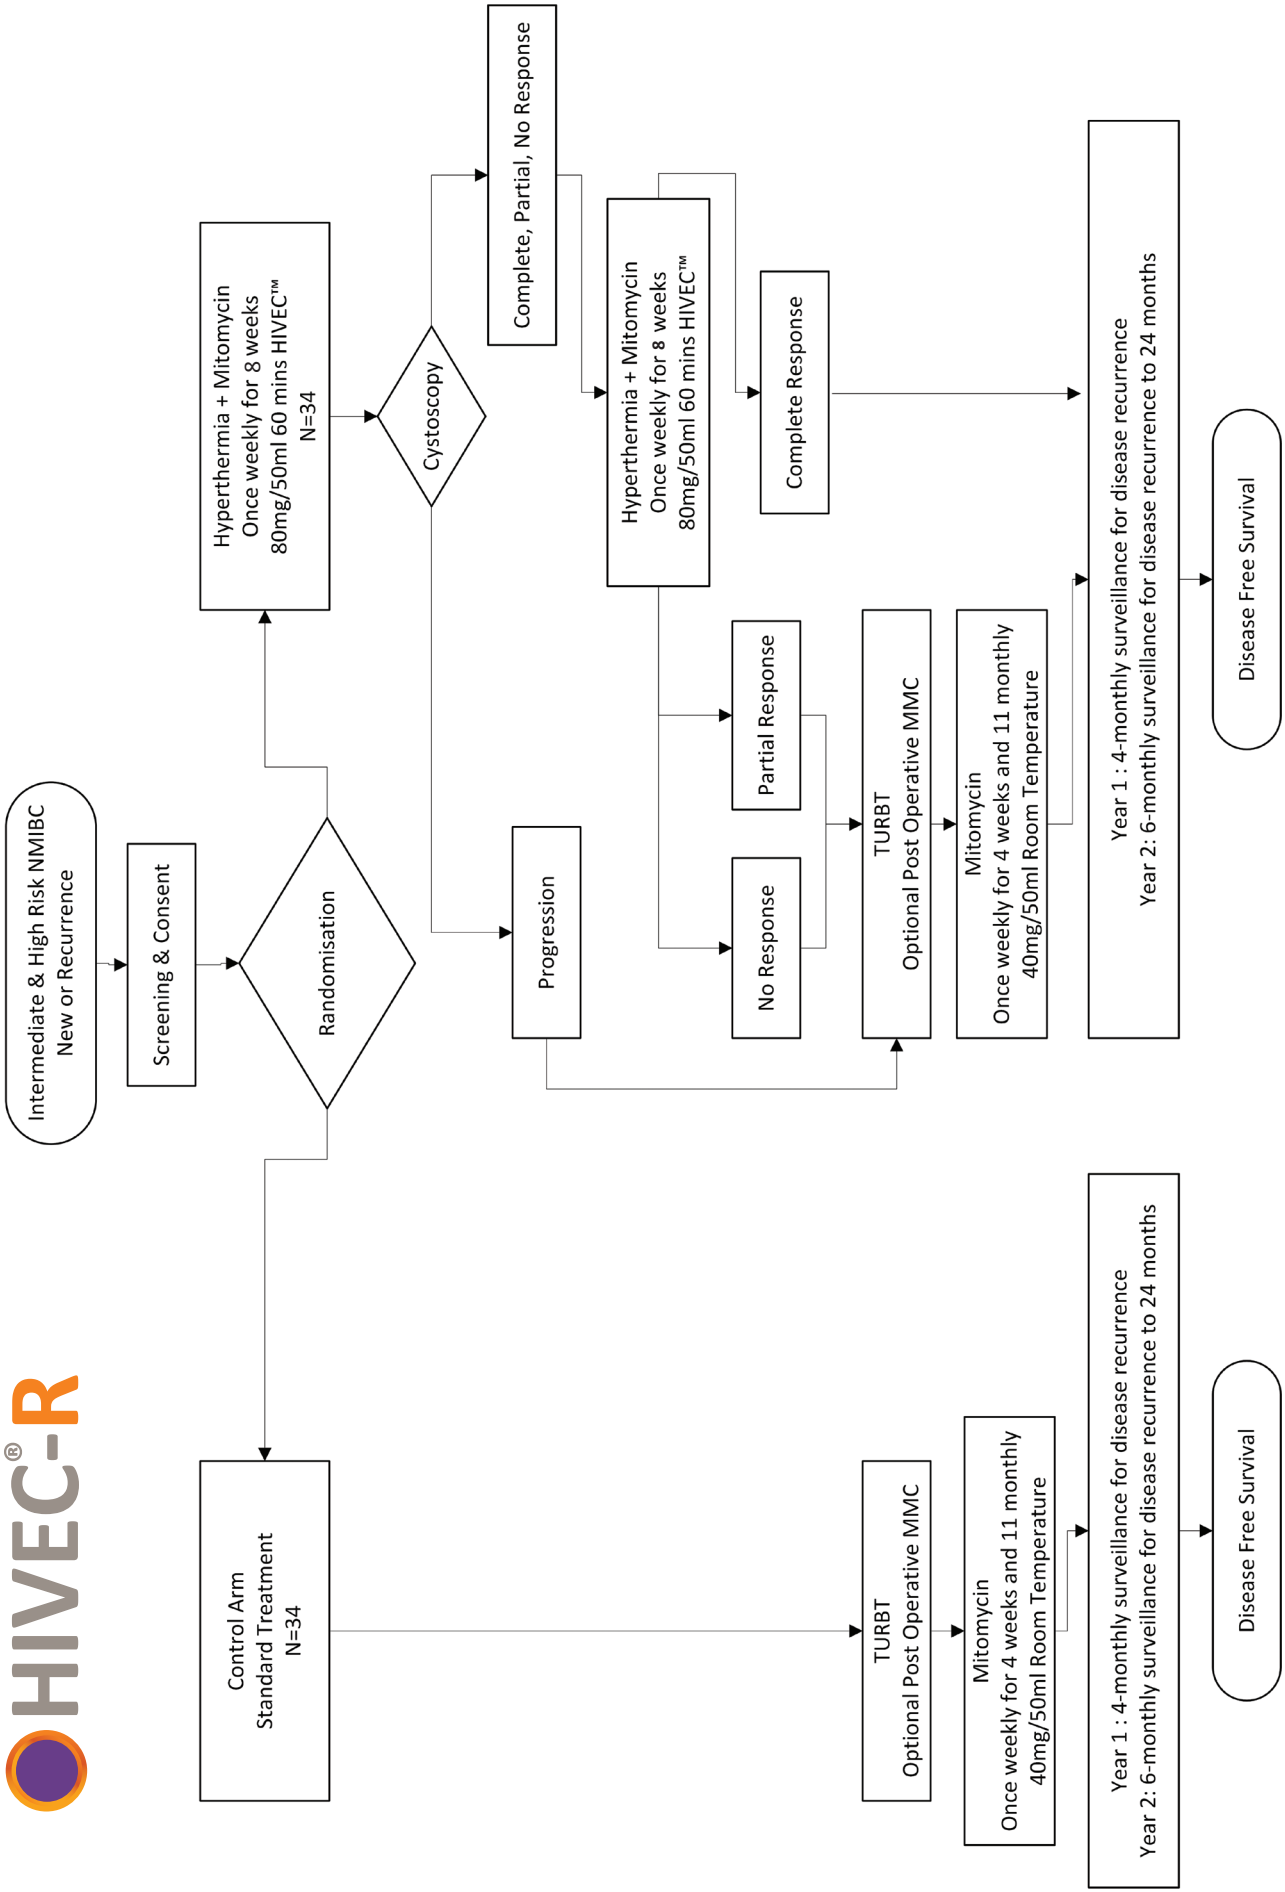 HIVEC®-R
Intermediate & High Risk NMIBC
New or Recurrence
Screening & Consent
Randomisation
Control Arm
Standard Treatment
N=34
Hyperthermia + Mitomycin
Once weekly for 8 weeks
80mg/50ml 60 mins HIVEC™
N=34
Cystoscopy
Progression
Complete, Partial, No Response
Hyperthermia + Mitomycin
Once weekly for 8 weeks
80mg/50ml 60 mins HIVEC™
No Response
Partial Response
Complete Response
TURBT
Optional Post Operative MMC
TURBT
Optional Post Operative MMC
Mitomycin
Once weekly for 4 weeks and 11 monthly
40mg/50ml Room Temperature
Mitomycin
Once weekly for 4 weeks and 11 monthly
40mg/50ml Room Temperature
Year 1 : 4-monthly surveillance for disease recurrence
Year 2: 6-monthly surveillance for disease recurrence to 24 months
Year 1 : 4-monthly surveillance for disease recurrence
Year 2: 6-monthly surveillance for disease recurrence to 24 months
Disease Free Survival
Disease Free Survival